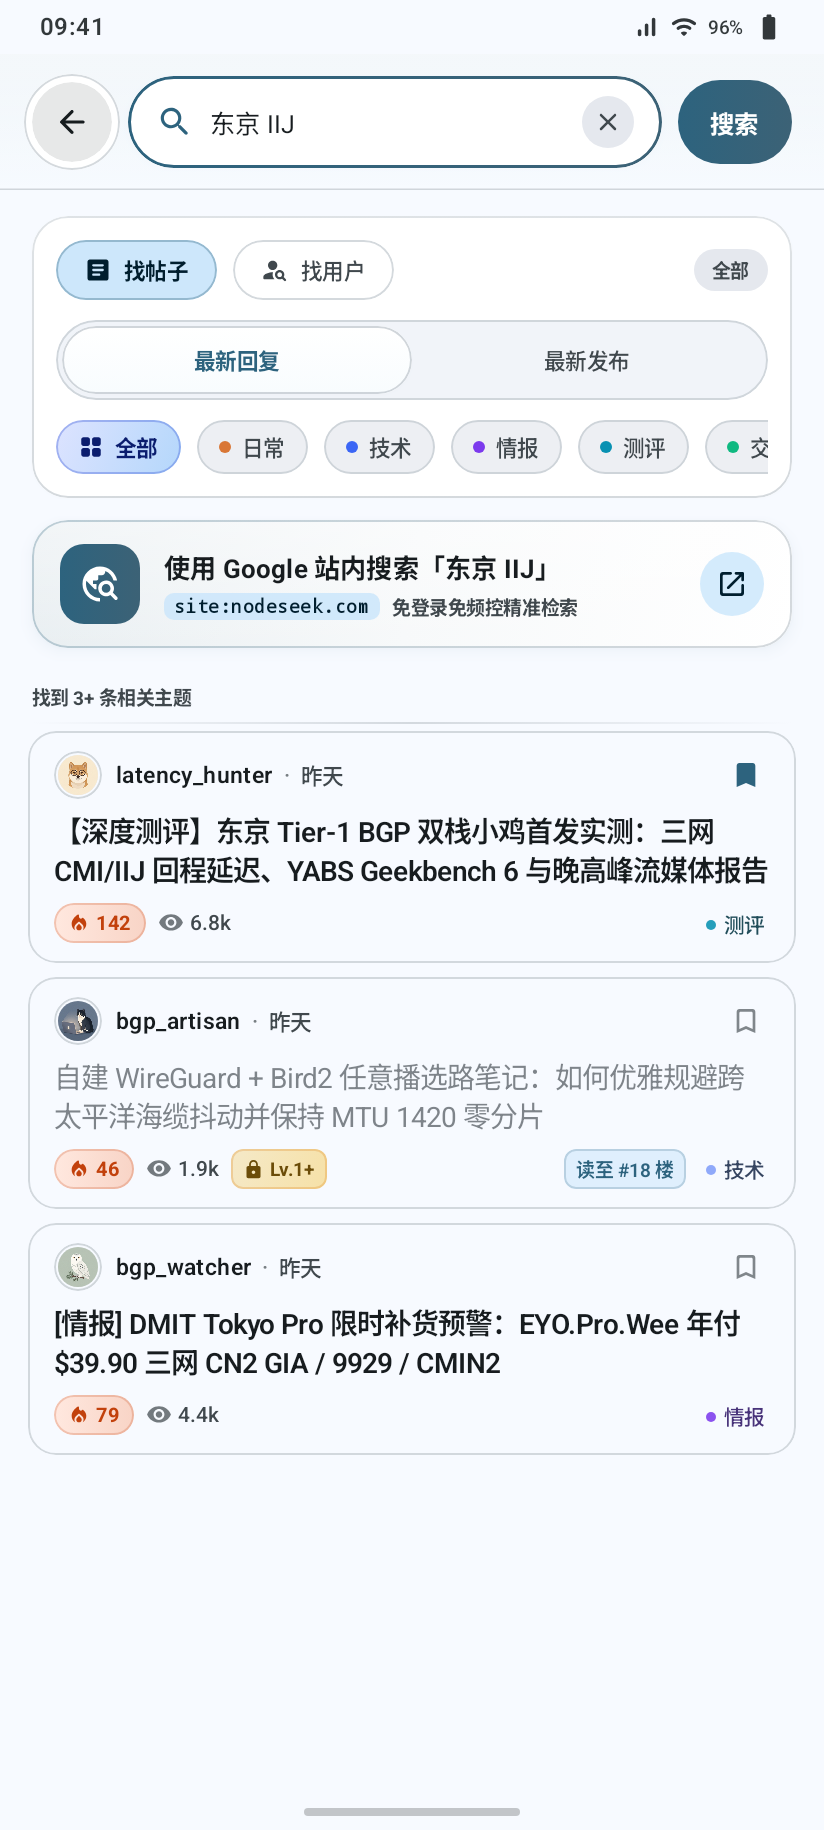 09:41
96%
东京 IIJ
搜索
找帖子
找用户
全部
最新回复
最新发布
全部
日常
技术
情报
测评
交
使用 Google 站内搜索「东京 IIJ」
site:nodeseek.com 免登录免频控精准检索
找到 3+ 条相关主题
latency_hunter · 昨天
【深度测评】东京 Tier-1 BGP 双栈小鸡首发实测：三网
CMI/IIJ 回程延迟、YABS Geekbench 6 与晚高峰流媒体报告
142 6.8k 测评
bgp_artisan · 昨天
自建 WireGuard + Bird2 任意播选路笔记：如何优雅规避跨
太平洋海缆抖动并保持 MTU 1420 零分片
46 1.9k Lv.1+ 读至 #18 楼 技术
bgp_watcher · 昨天
[情报] DMIT Tokyo Pro 限时补货预警：EYO.Pro.Wee 年付
$39.90 三网 CN2 GIA / 9929 / CMIN2
79 4.4k 情报